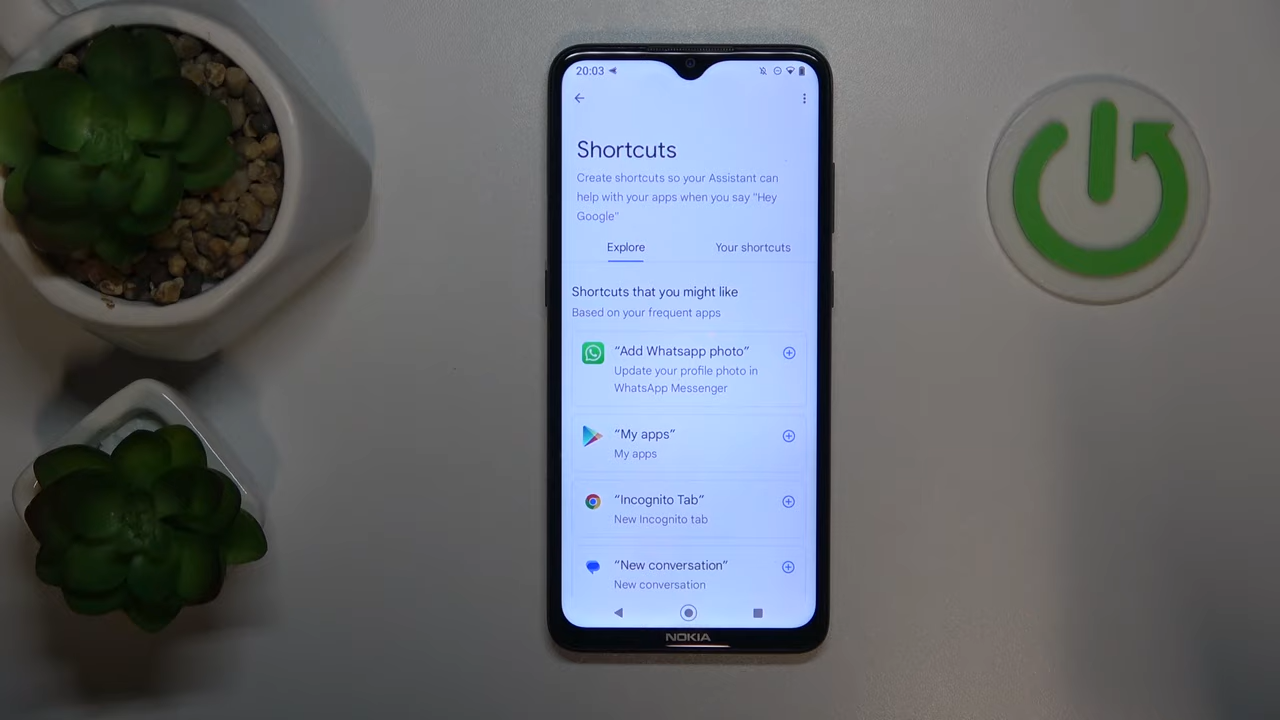 20:03
Shortcuts
Create shortcuts so your Assistant can
help with your apps when you say "Hey
Google"
Explore
Your shortcuts
Shortcuts that you might like
Based on your frequent apps
“Add Whatsapp photo”
Update your profile photo in
WhatsApp Messenger
“My apps”
My apps
“Incognito Tab”
New Incognito tab
“New conversation”
New conversation
NOKIA